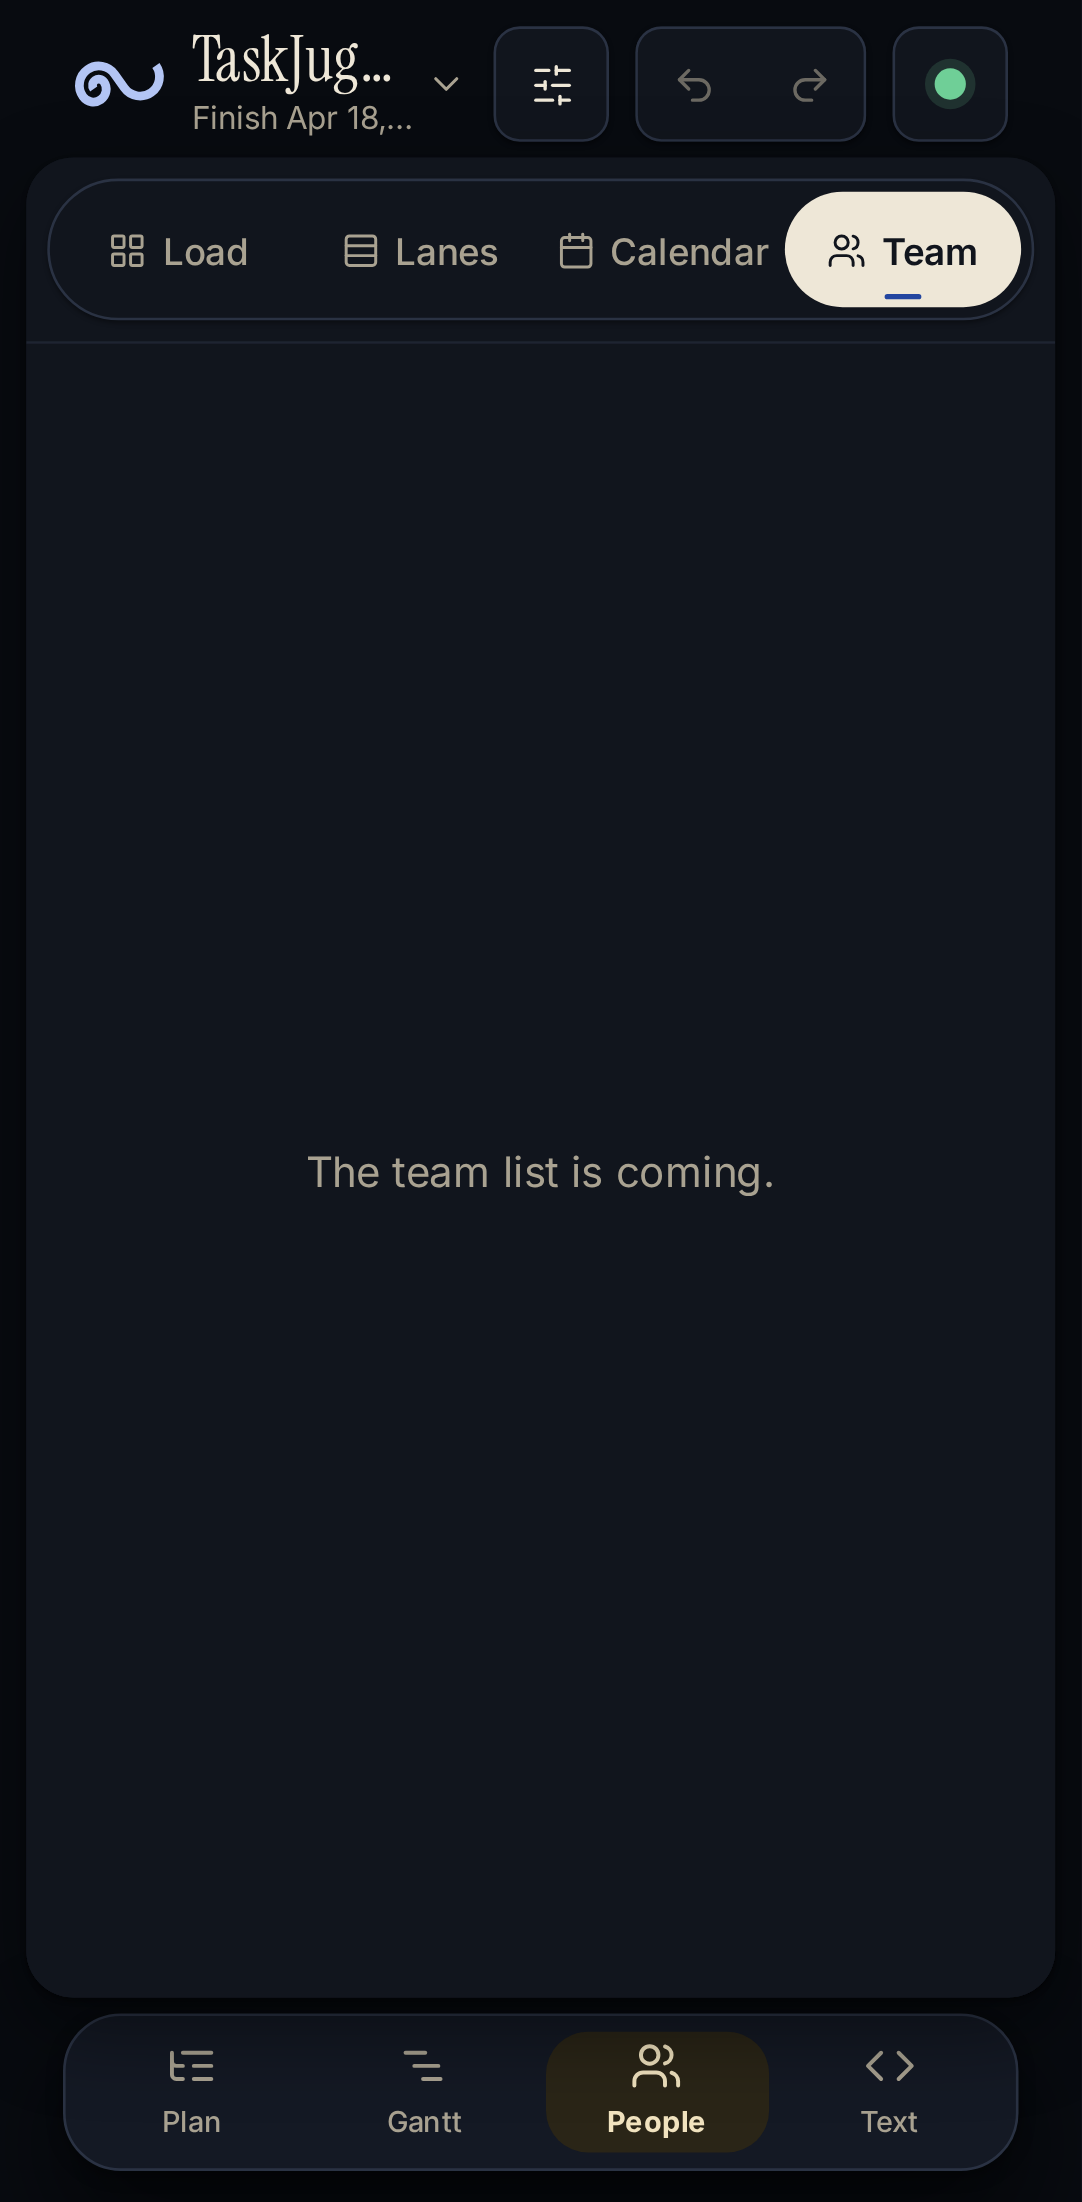 TaskJug...
Finish Apr 18,...
Load
Lanes
Calendar
Team
The team list is coming.
Plan
Gantt
People
Text